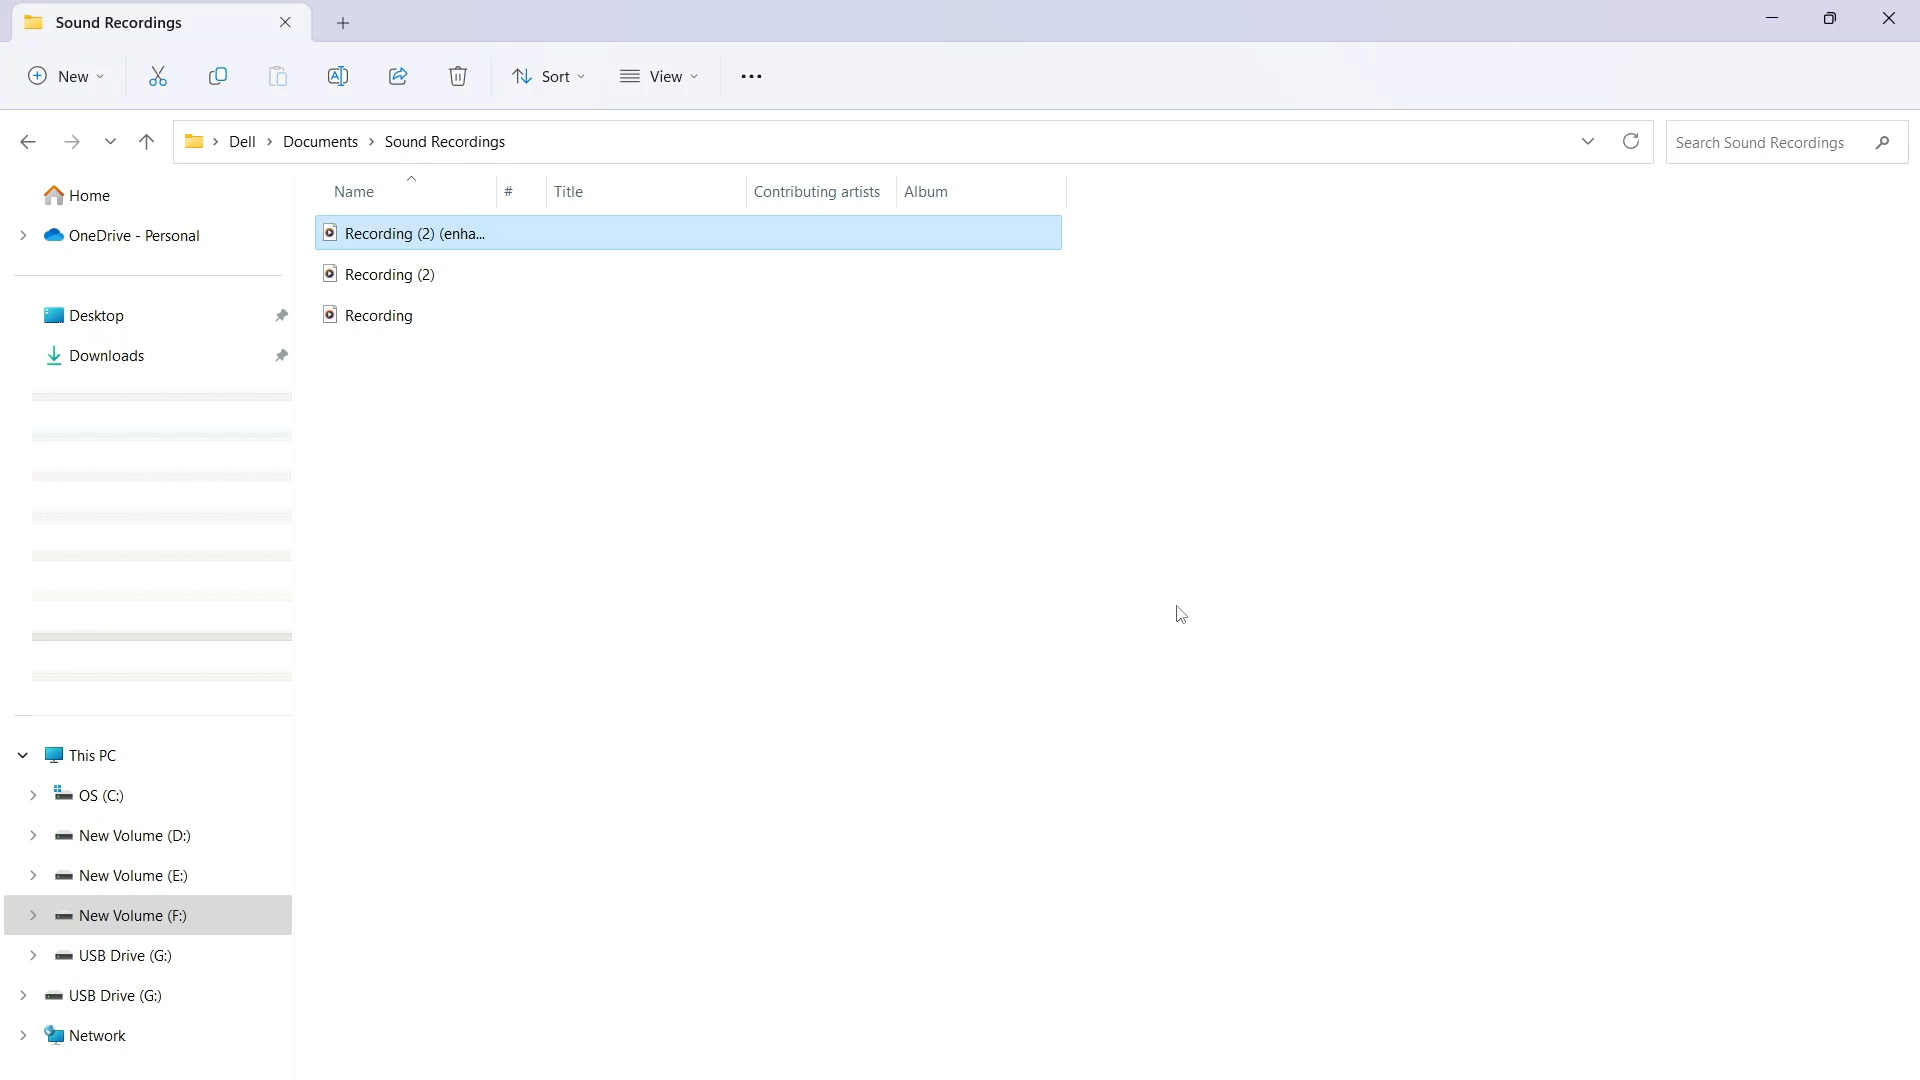 Sound Recordings
New
Sort
View
Dell > Documents > Sound Recordings
Search Sound Recordings
Name # Title Contributing artists Album
Home
OneDrive - Personal
Desktop
Downloads
This PC
OS (C:)
New Volume (D:)
New Volume (E:)
New Volume (F:)
USB Drive (G:)
USB Drive (G:)
Network
Recording (2) (enha...
Recording (2)
Recording